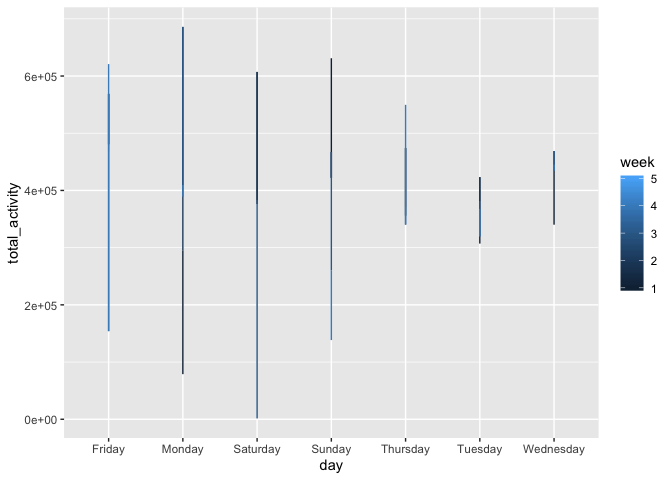 6e+05
4e+05
2e+05
0e+00
total_activity
Friday Monday Saturday Sunday Thursday Tuesday Wednesday
day
week
5
4
3
2
1